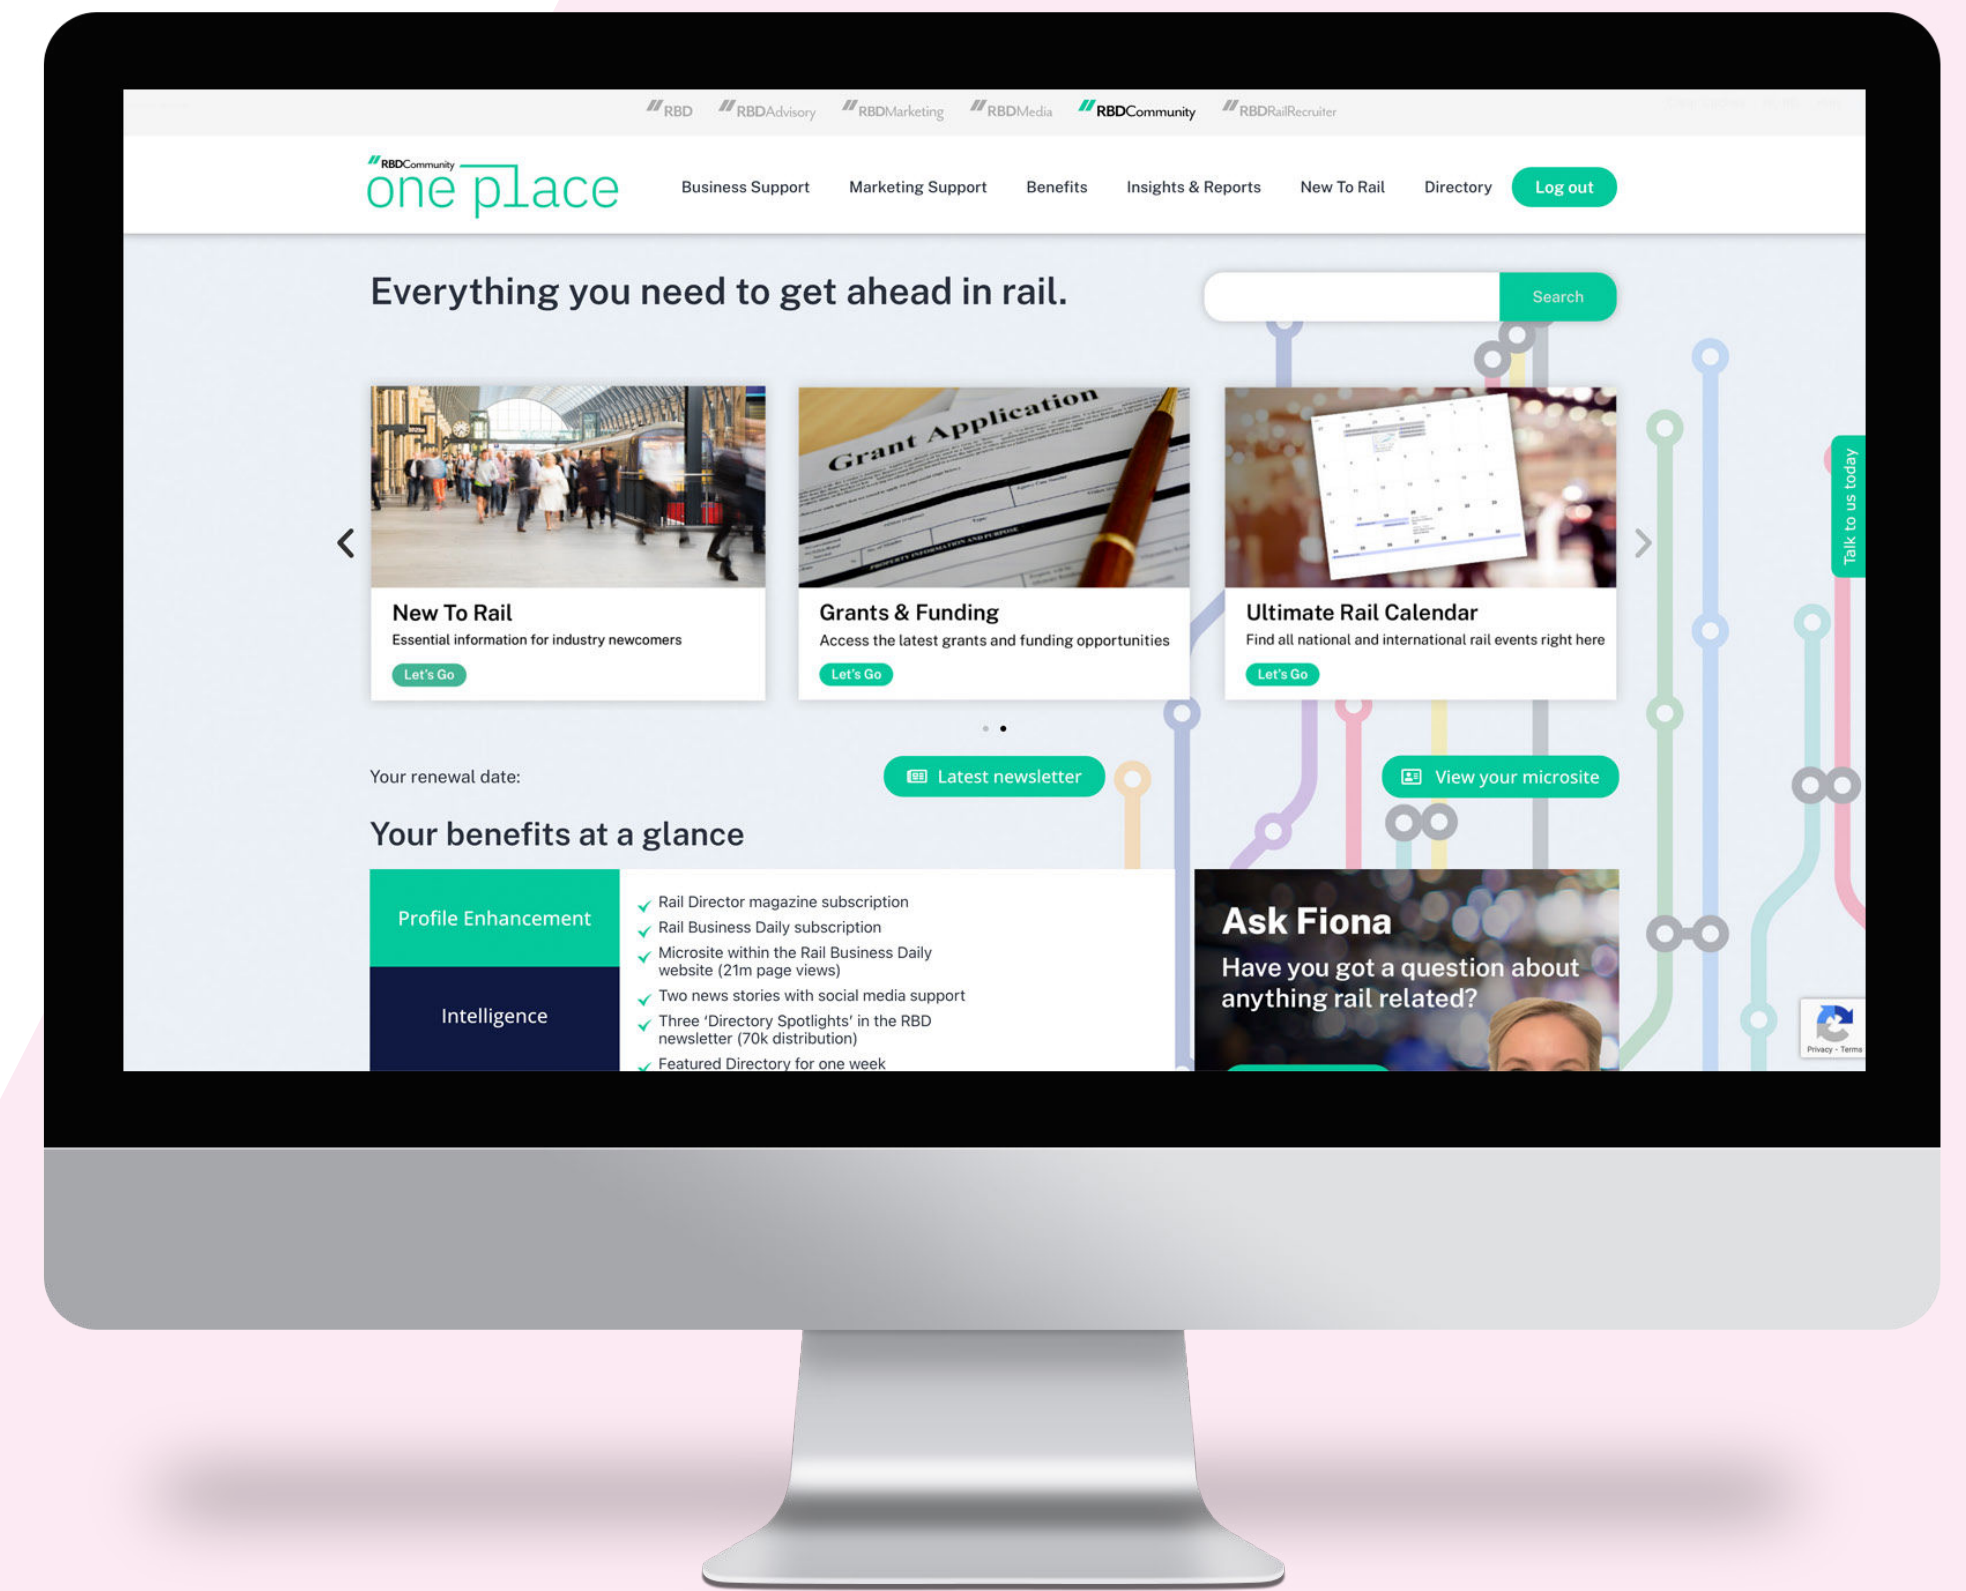 RBD RBDAdvisory RBDMarketing RBDMedia RBDCommunity RBDRailRecruiter
RBDCommunity
one place
Business Support Marketing Support Benefits Insights & Reports New To Rail Directory Log out
Everything you need to get ahead in rail.
Search
Grant Application
PROPERTY INFORMATION AND PURPOSE
Talk to us today
New To Rail
Essential information for industry newcomers
Let's Go
Grants & Funding
Access the latest grants and funding opportunities
Let's Go
Ultimate Rail Calendar
Find all national and international rail events right here
Let's Go
Your renewal date:
Latest newsletter
View your microsite
Your benefits at a glance
Profile Enhancement
Intelligence
Rail Director magazine subscription
Rail Business Daily subscription
Microsite within the Rail Business Daily
website (21m page views)
Two news stories with social media support
Three ‘Directory Spotlights’ in the RBD
newsletter (70k distribution)
Featured Directory for one week
Ask Fiona
Have you got a question about
anything rail related?
Privacy - Terms